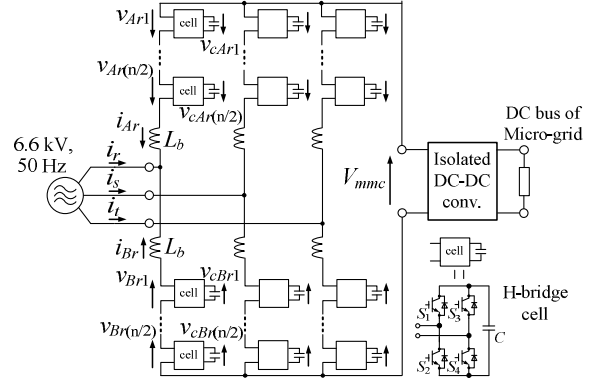 vAr1
cell
vcAr1
vAr(n/2)
cell
vcAr(n/2)
iAr
Lb
6.6 kV,
50 Hz
ir
is
it
iBr
Lb
vBr1
cell
vcBr1
vBr(n/2)
cell
vcBr(n/2)
Vmmc
Isolated
DC-DC
conv.
DC bus of
Micro-grid
cell
H-bridge
cell
S1
S3
C
S2
S4